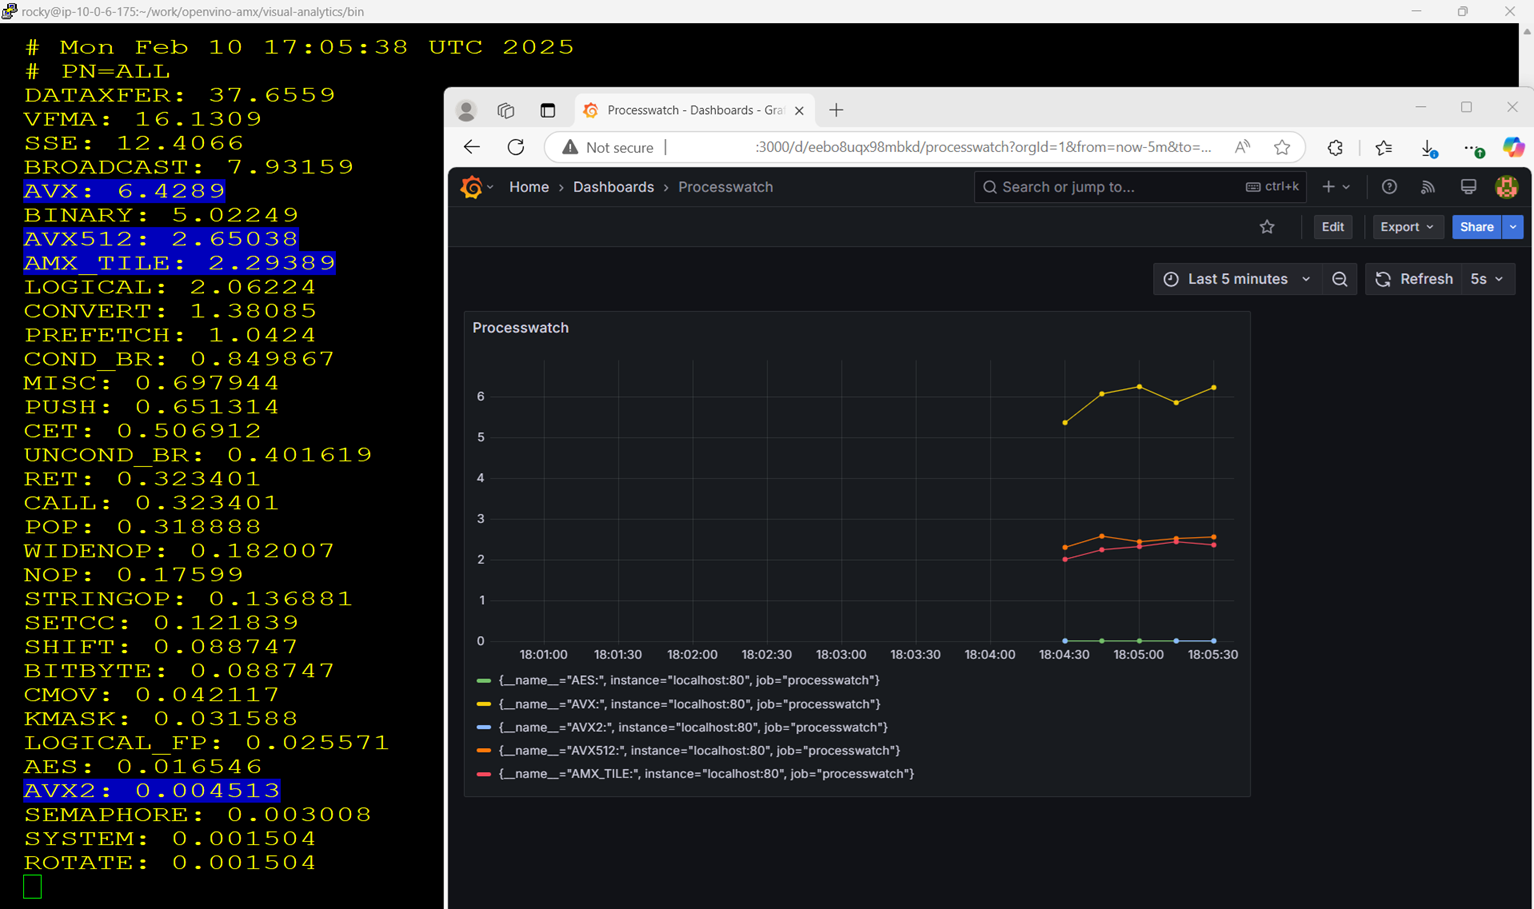 rocky@ip-10-0-6-175:~/work/openvino-amx/visual-analytics/bin
# Mon Feb 10 17:05:38 UTC 2025
# PN=ALL
DATAXFER: 37.6559
VFMA: 16.1309
SSE: 12.4066
BROADCAST: 7.93159
AVX: 6.4289
BINARY: 5.02249
AVX512: 2.65038
AMX_TILE: 2.29389
LOGICAL: 2.06224
CONVERT: 1.38085
PREFETCH: 1.0424
COND_BR: 0.849867
MISC: 0.697944
PUSH: 0.651314
CET: 0.506912
UNCOND_BR: 0.401619
RET: 0.323401
CALL: 0.323401
POP: 0.318888
WIDENOP: 0.182007
NOP: 0.17599
STRINGOP: 0.136881
SETCC: 0.121839
SHIFT: 0.088747
BITBYTE: 0.088747
CMOV: 0.042117
KMASK: 0.031588
LOGICAL_FP: 0.025571
AES: 0.016546
AVX2: 0.004513
SEMAPHORE: 0.003008
SYSTEM: 0.001504
ROTATE: 0.001504
Processwatch - Dashboards - Gra
Not secure | :3000/d/eebo8uqx98mbkd/processwatch?orgId=1&from=now-5m&to=...
Home > Dashboards > Processwatch
Search or jump to... ctrl+k
Edit Export Share
Last 5 minutes Refresh 5s
Processwatch
6
5
4
3
2
1
0
18:01:00 18:01:30 18:02:00 18:02:30 18:03:00 18:03:30 18:04:00 18:04:30 18:05:00 18:05:30
{__name__="AES:", instance="localhost:80", job="processwatch"}
{__name__="AVX:", instance="localhost:80", job="processwatch"}
{__name__="AVX2:", instance="localhost:80", job="processwatch"}
{__name__="AVX512:", instance="localhost:80", job="processwatch"}
{__name__="AMX_TILE:", instance="localhost:80", job="processwatch"}